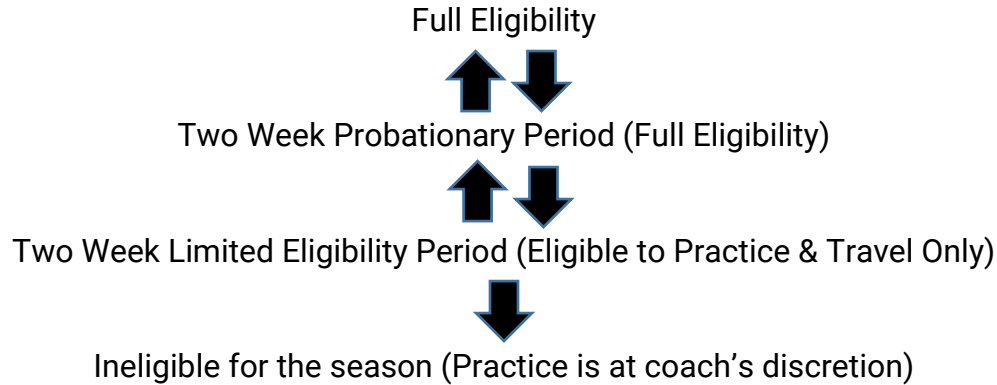 Full Eligibility
Two Week Probationary Period (Full Eligibility)
Two Week Limited Eligibility Period (Eligible to Practice & Travel Only)
Ineligible for the season (Practice is at coach’s discretion)